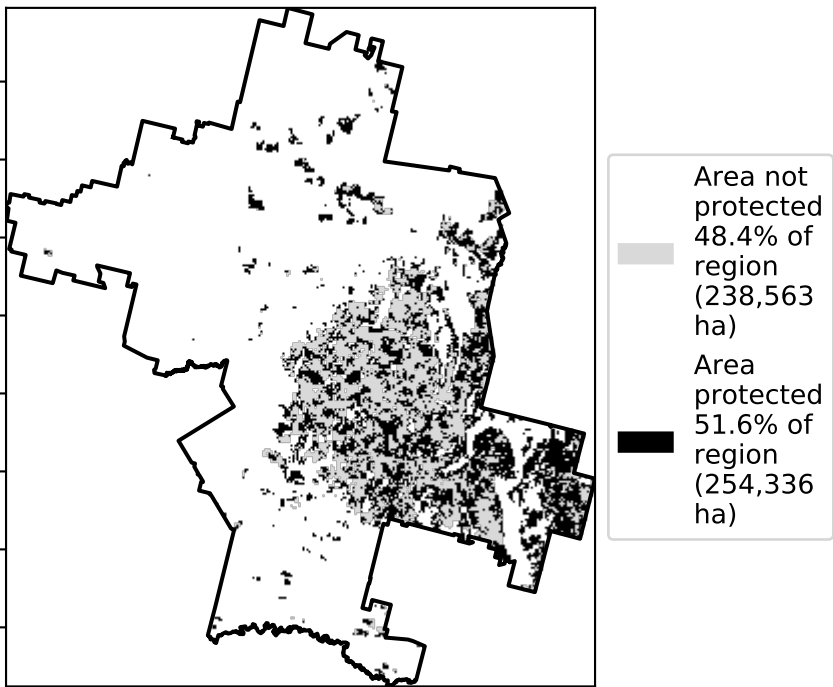 Area not
protected
48.4% of
region
(238,563
ha)
Area
protected
51.6% of
region
(254,336
ha)